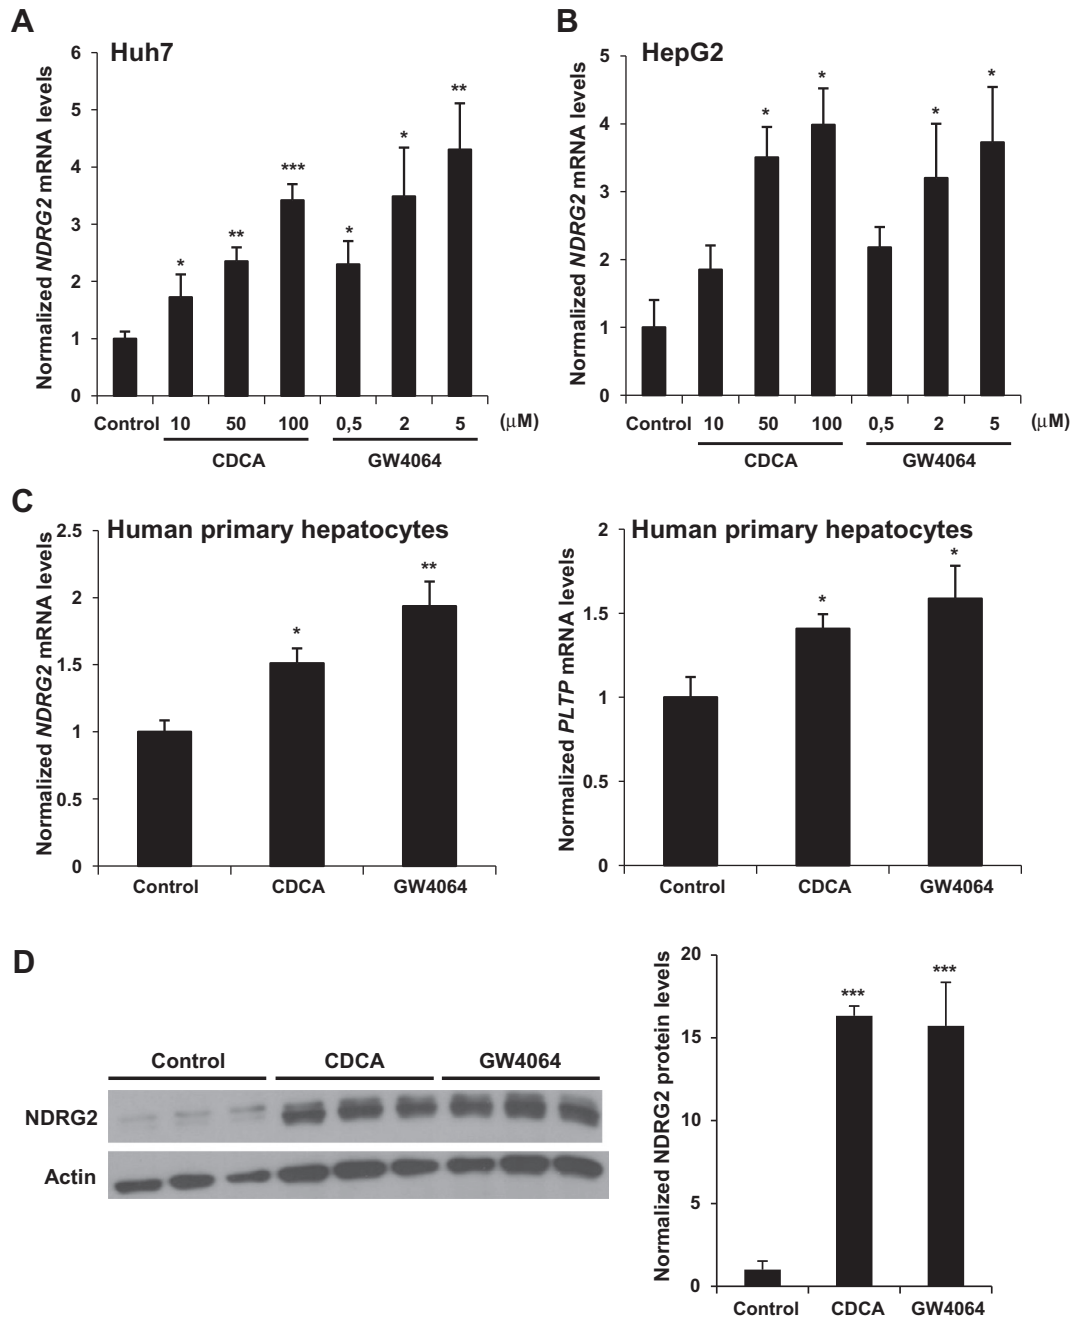 A
Huh7
Normalized NDRG2 mRNA levels
6
5
4
3
2
1
0
*
**
***
*
*
**
Control 10 50 100 0,5 2 5 (µM)
CDCA GW4064
B
HepG2
Normalized NDRG2 mRNA levels
5
4
3
2
1
0
*
*
*
*
Control 10 50 100 0,5 2 5 (µM)
CDCA GW4064
C
Human primary hepatocytes
Normalized NDRG2 mRNA levels
2.5
2
1.5
1
0.5
0
*
**
Control CDCA GW4064
Human primary hepatocytes
Normalized PLTP mRNA levels
2
1.5
1
0.5
0
*
*
Control CDCA GW4064
D
Control CDCA GW4064
NDRG2
Actin
Normalized NDRG2 protein levels
20
15
10
5
0
***
***
Control CDCA GW4064